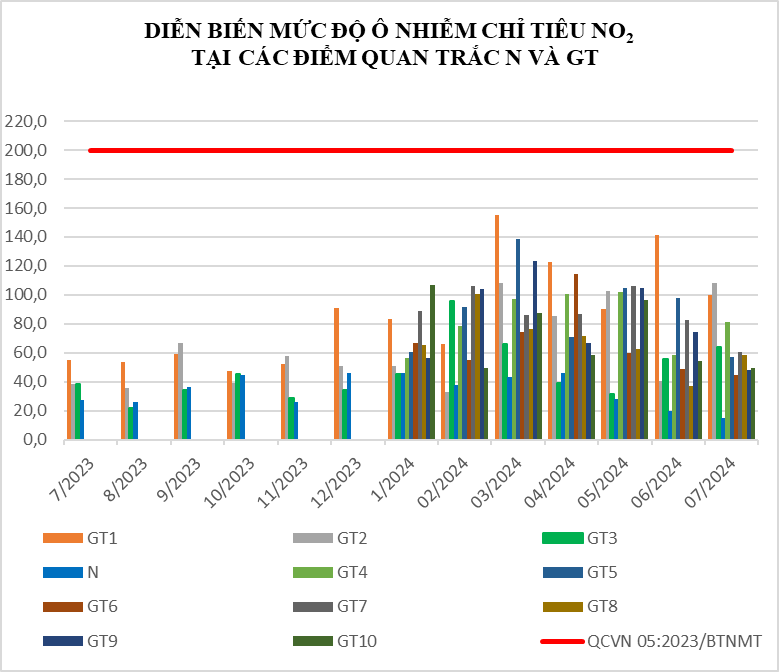 DIỄN BIẾN MỨC ĐỘ Ô NHIỄM CHỈ TIÊU NO₂
TẠI CÁC ĐIỂM QUAN TRẮC N VÀ GT
220,0
200,0
180,0
160,0
140,0
120,0
100,0
80,0
60,0
40,0
20,0
0,0
7/2023
8/2023
9/2023
10/2023
11/2023
12/2023
1/2024
02/2024
03/2024
04/2024
05/2024
06/2024
07/2024
GT1
GT2
GT3
N
GT4
GT5
GT6
GT7
GT8
GT9
GT10
QCVN 05:2023/BTNMT